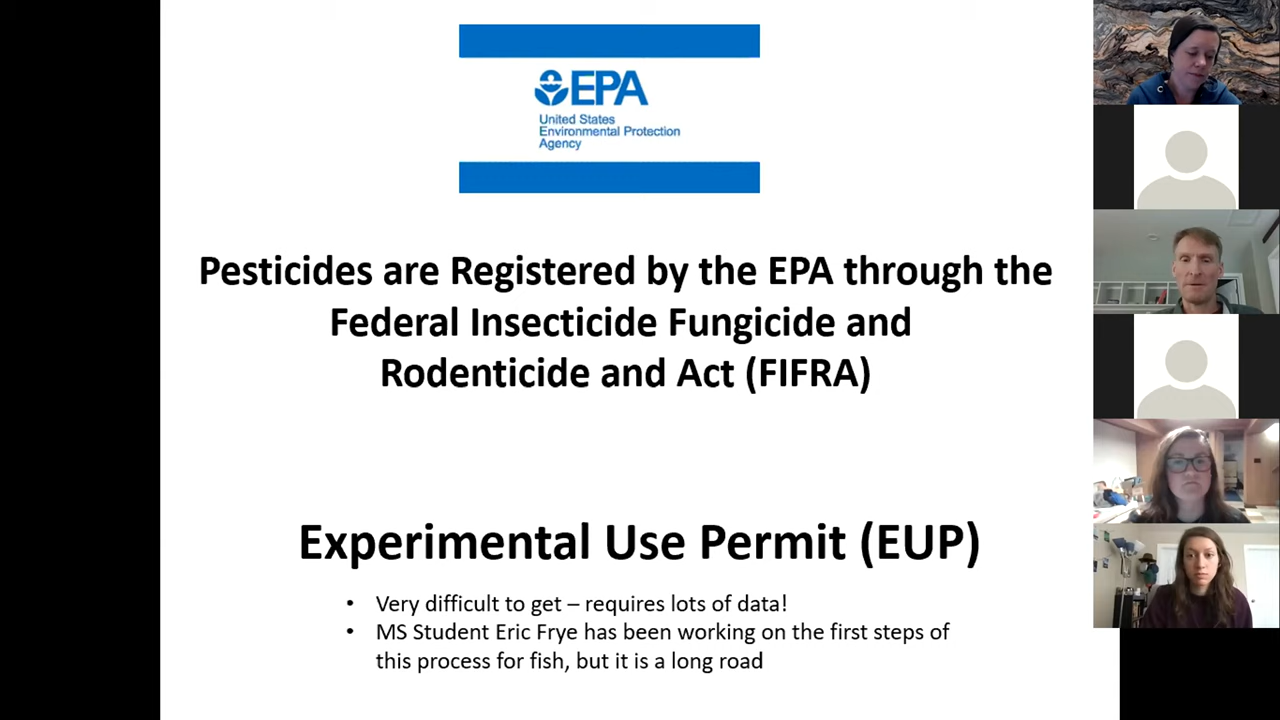 EPA
United States
Environmental Protection
Agency
Pesticides are Registered by the EPA through the
Federal Insecticide Fungicide and
Rodenticide and Act (FIFRA)
Experimental Use Permit (EUP)
• Very difficult to get – requires lots of data!
• MS Student Eric Frye has been working on the first steps of
this process for fish, but it is a long road